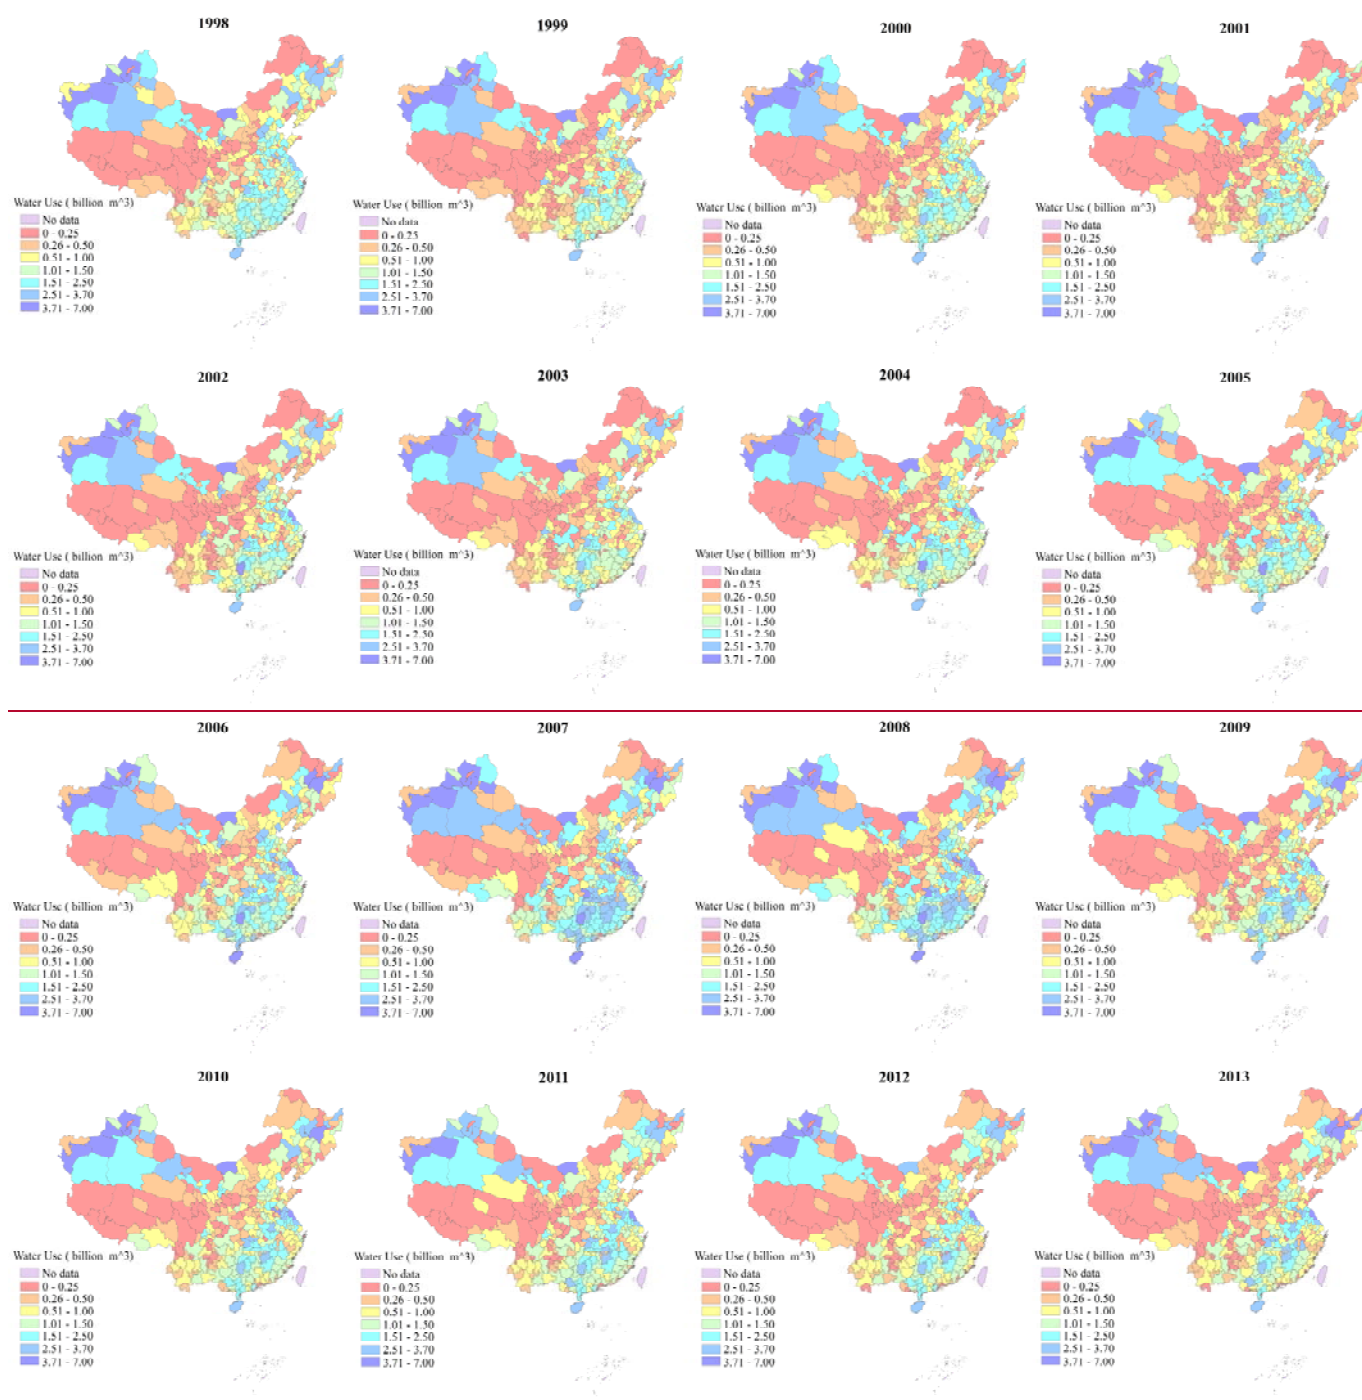 1998
1999
2000
2001
Water Use ( billion m^3)
No data
0 - 0.25
0.26 - 0.50
0.51 - 1.00
1.01 - 1.50
1.51 - 2.50
2.51 - 3.70
3.71 - 7.00
Water Use ( billion m^3)
No data
0 - 0.25
0.26 - 0.50
0.51 - 1.00
1.01 - 1.50
1.51 - 2.50
2.51 - 3.70
3.71 - 7.00
Water Use ( billion m^3)
No data
0 - 0.25
0.26 - 0.50
0.51 - 1.00
1.01 - 1.50
1.51 - 2.50
2.51 - 3.70
3.71 - 7.00
Water Use ( billion m^3)
No data
0 - 0.25
0.26 - 0.50
0.51 - 1.00
1.01 - 1.50
1.51 - 2.50
2.51 - 3.70
3.71 - 7.00
2002
2003
2004
2005
Water Use ( billion m^3)
No data
0 - 0.25
0.26 - 0.50
0.51 - 1.00
1.01 - 1.50
1.51 - 2.50
2.51 - 3.70
3.71 - 7.00
Water Use ( billion m^3)
No data
0 - 0.25
0.26 - 0.50
0.51 - 1.00
1.01 - 1.50
1.51 - 2.50
2.51 - 3.70
3.71 - 7.00
Water Use ( billion m^3)
No data
0 - 0.25
0.26 - 0.50
0.51 - 1.00
1.01 - 1.50
1.51 - 2.50
2.51 - 3.70
3.71 - 7.00
Water Use ( billion m^3)
No data
0 - 0.25
0.26 - 0.50
0.51 - 1.00
1.01 - 1.50
1.51 - 2.50
2.51 - 3.70
3.71 - 7.00
2006
2007
2008
2009
Water Use ( billion m^3)
No data
0 - 0.25
0.26 - 0.50
0.51 - 1.00
1.01 - 1.50
1.51 - 2.50
2.51 - 3.70
3.71 - 7.00
Water Use ( billion m^3)
No data
0 - 0.25
0.26 - 0.50
0.51 - 1.00
1.01 - 1.50
1.51 - 2.50
2.51 - 3.70
3.71 - 7.00
Water Use ( billion m^3)
No data
0 - 0.25
0.26 - 0.50
0.51 - 1.00
1.01 - 1.50
1.51 - 2.50
2.51 - 3.70
3.71 - 7.00
Water Use ( billion m^3)
No data
0 - 0.25
0.26 - 0.50
0.51 - 1.00
1.01 - 1.50
1.51 - 2.50
2.51 - 3.70
3.71 - 7.00
2010
2011
2012
2013
Water Use ( billion m^3)
No data
0 - 0.25
0.26 - 0.50
0.51 - 1.00
1.01 - 1.50
1.51 - 2.50
2.51 - 3.70
3.71 - 7.00
Water Use ( billion m^3)
No data
0 - 0.25
0.26 - 0.50
0.51 - 1.00
1.01 - 1.50
1.51 - 2.50
2.51 - 3.70
3.71 - 7.00
Water Use ( billion m^3)
No data
0 - 0.25
0.26 - 0.50
0.51 - 1.00
1.01 - 1.50
1.51 - 2.50
2.51 - 3.70
3.71 - 7.00
Water Use ( billion m^3)
No data
0 - 0.25
0.26 - 0.50
0.51 - 1.00
1.01 - 1.50
1.51 - 2.50
2.51 - 3.70
3.71 - 7.00